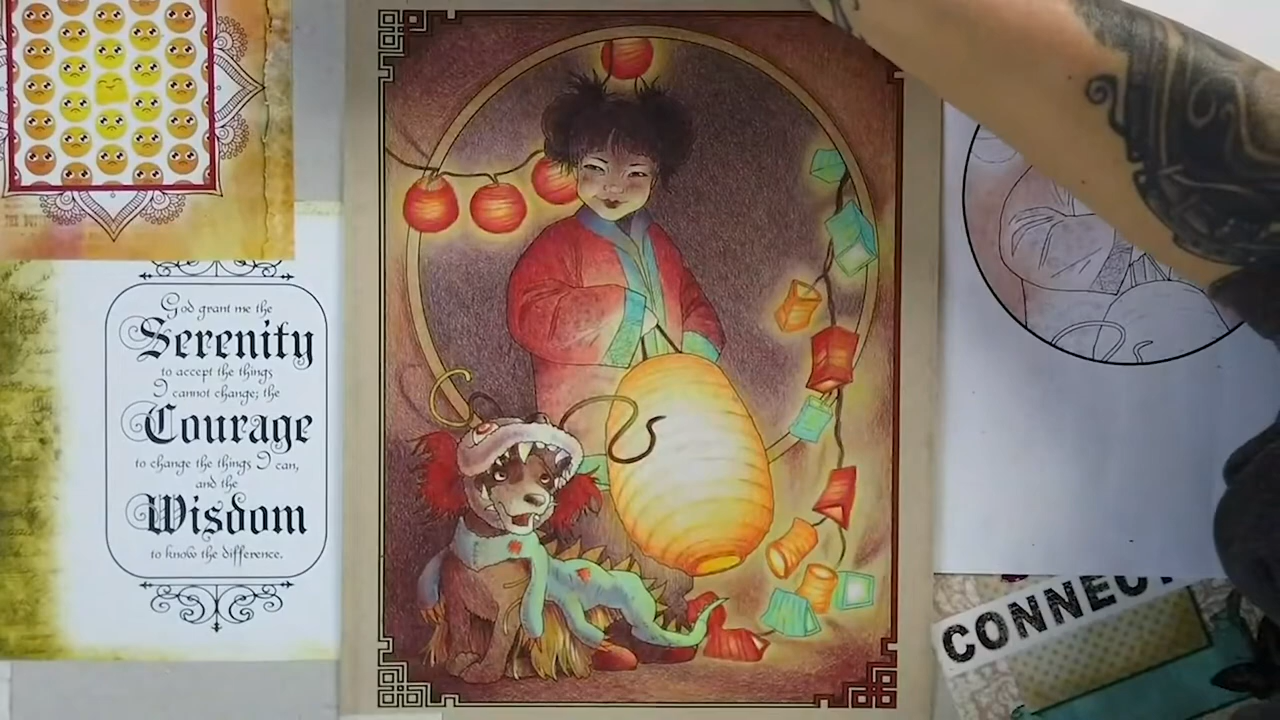 God grant me the
Serenity
to accept the things
I cannot change; the
Courage
to change the things I can,
and the
Wisdom
to know the difference.
CONNECT